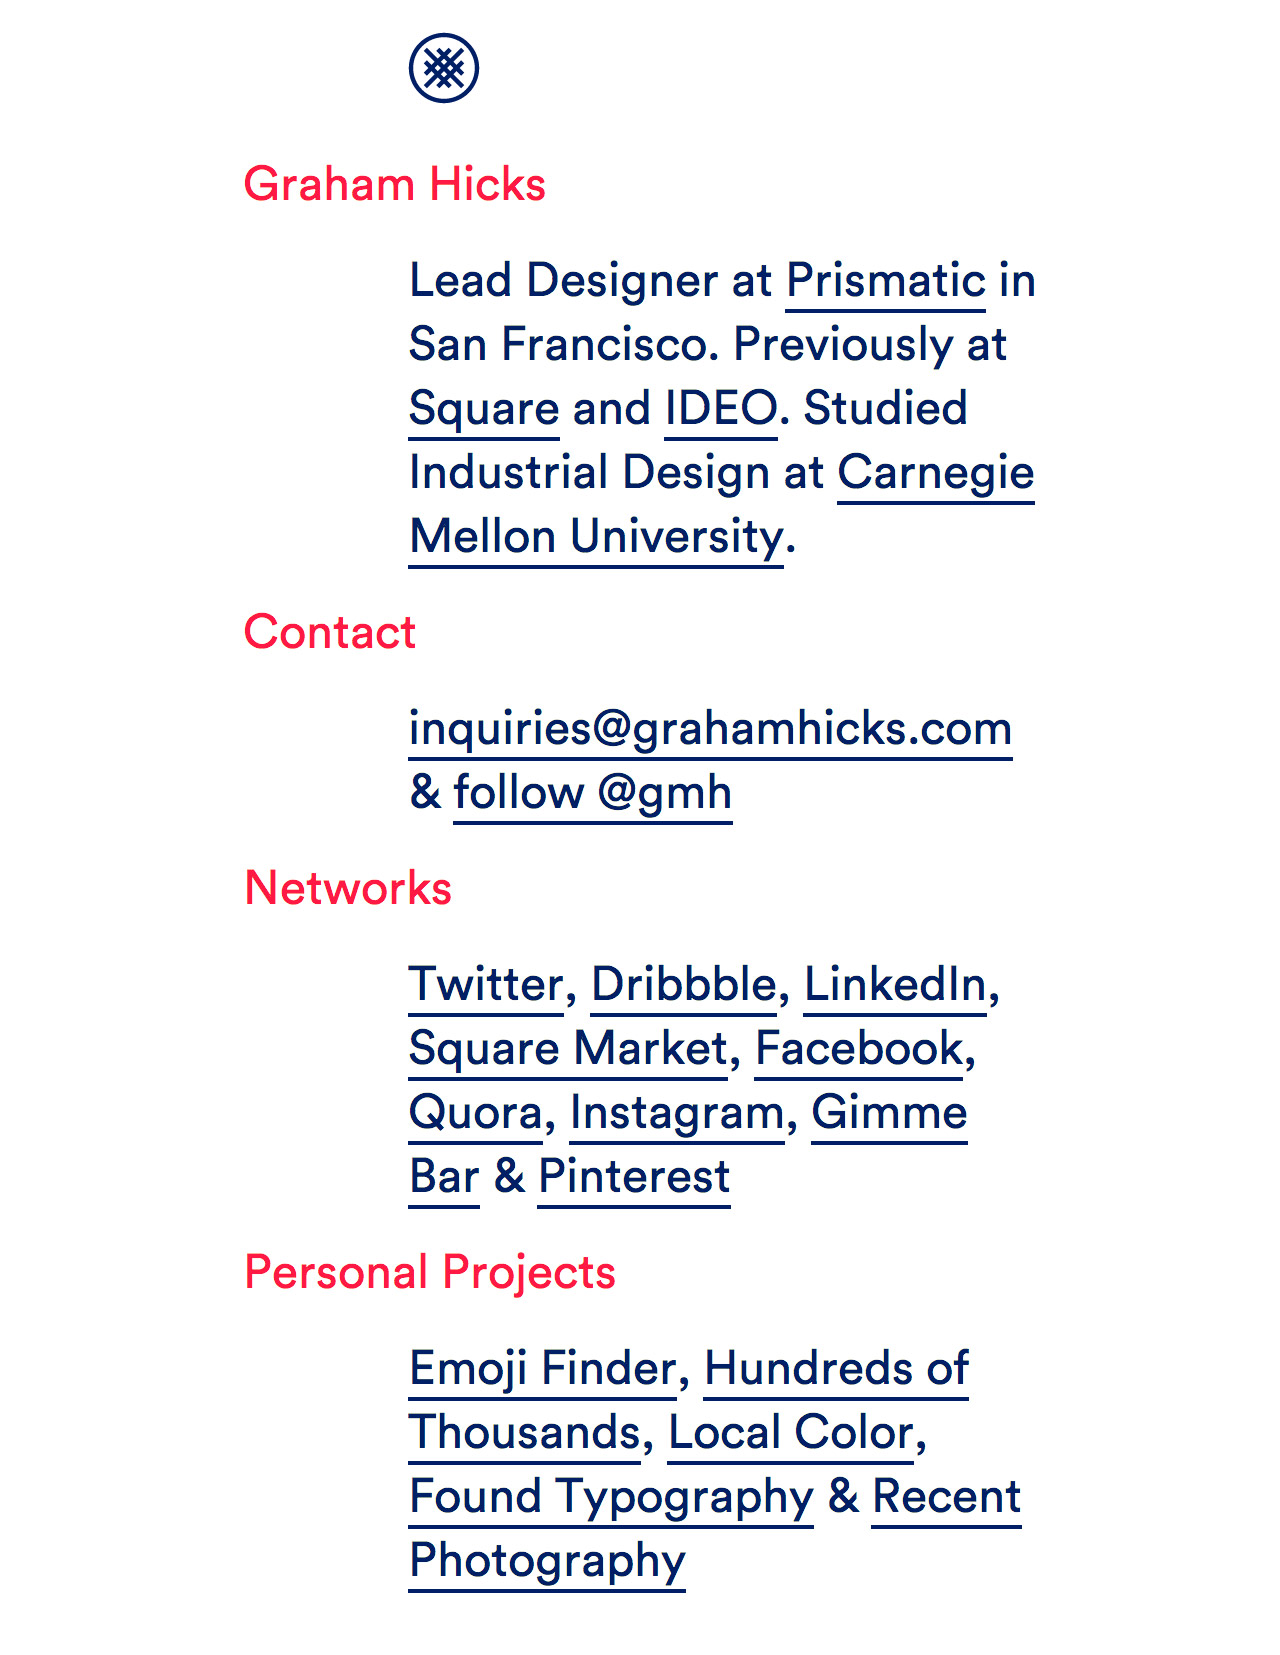 Graham Hicks
Lead Designer at Prismatic in
San Francisco. Previously at
Square and IDEO. Studied
Industrial Design at Carnegie
Mellon University.
Contact
inquiries@grahamhicks.com
& follow @gmh
Networks
Twitter, Dribbble, LinkedIn,
Square Market, Facebook,
Quora, Instagram, Gimme
Bar & Pinterest
Personal Projects
Emoji Finder, Hundreds of
Thousands, Local Color,
Found Typography & Recent
Photography